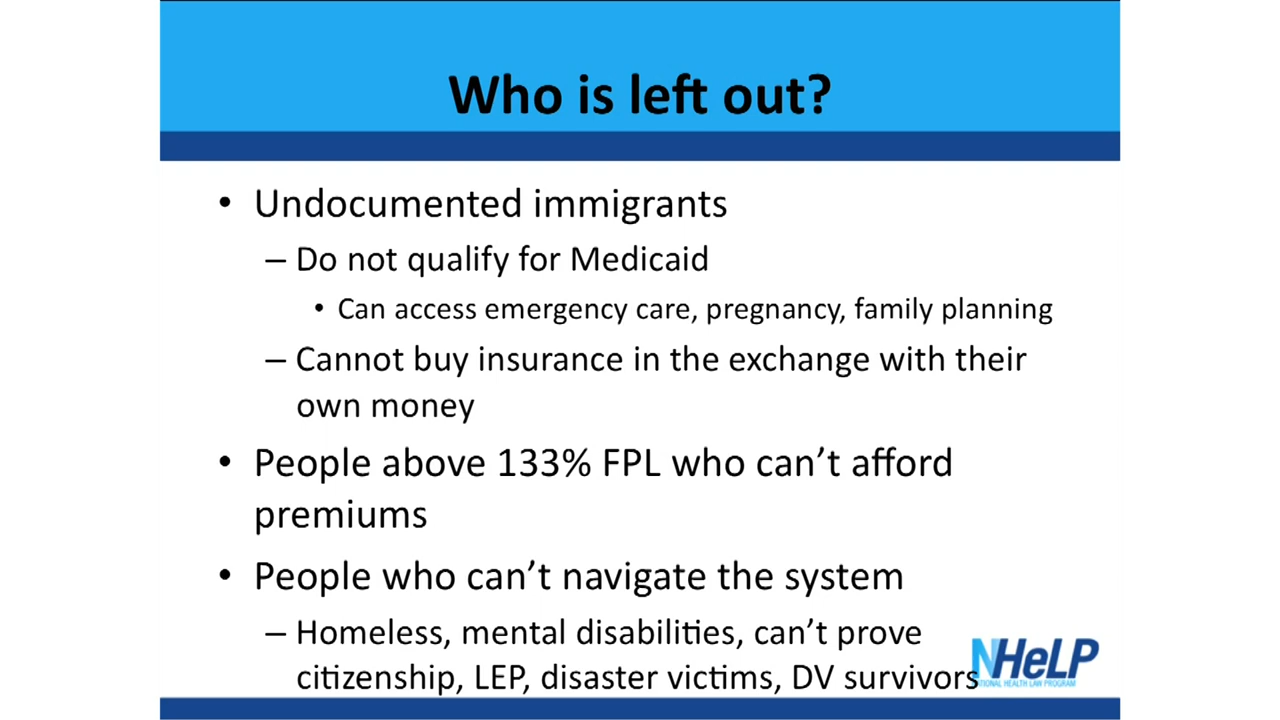 Who is left out?
• Undocumented immigrants
– Do not qualify for Medicaid
• Can access emergency care, pregnancy, family planning
– Cannot buy insurance in the exchange with their
own money
• People above 133% FPL who can’t afford
premiums
• People who can’t navigate the system
– Homeless, mental disabilities, can’t prove
citizenship, LEP, disaster victims, DV survivors
NHeLP
TIONAL HEALTH LAW PROGRAM